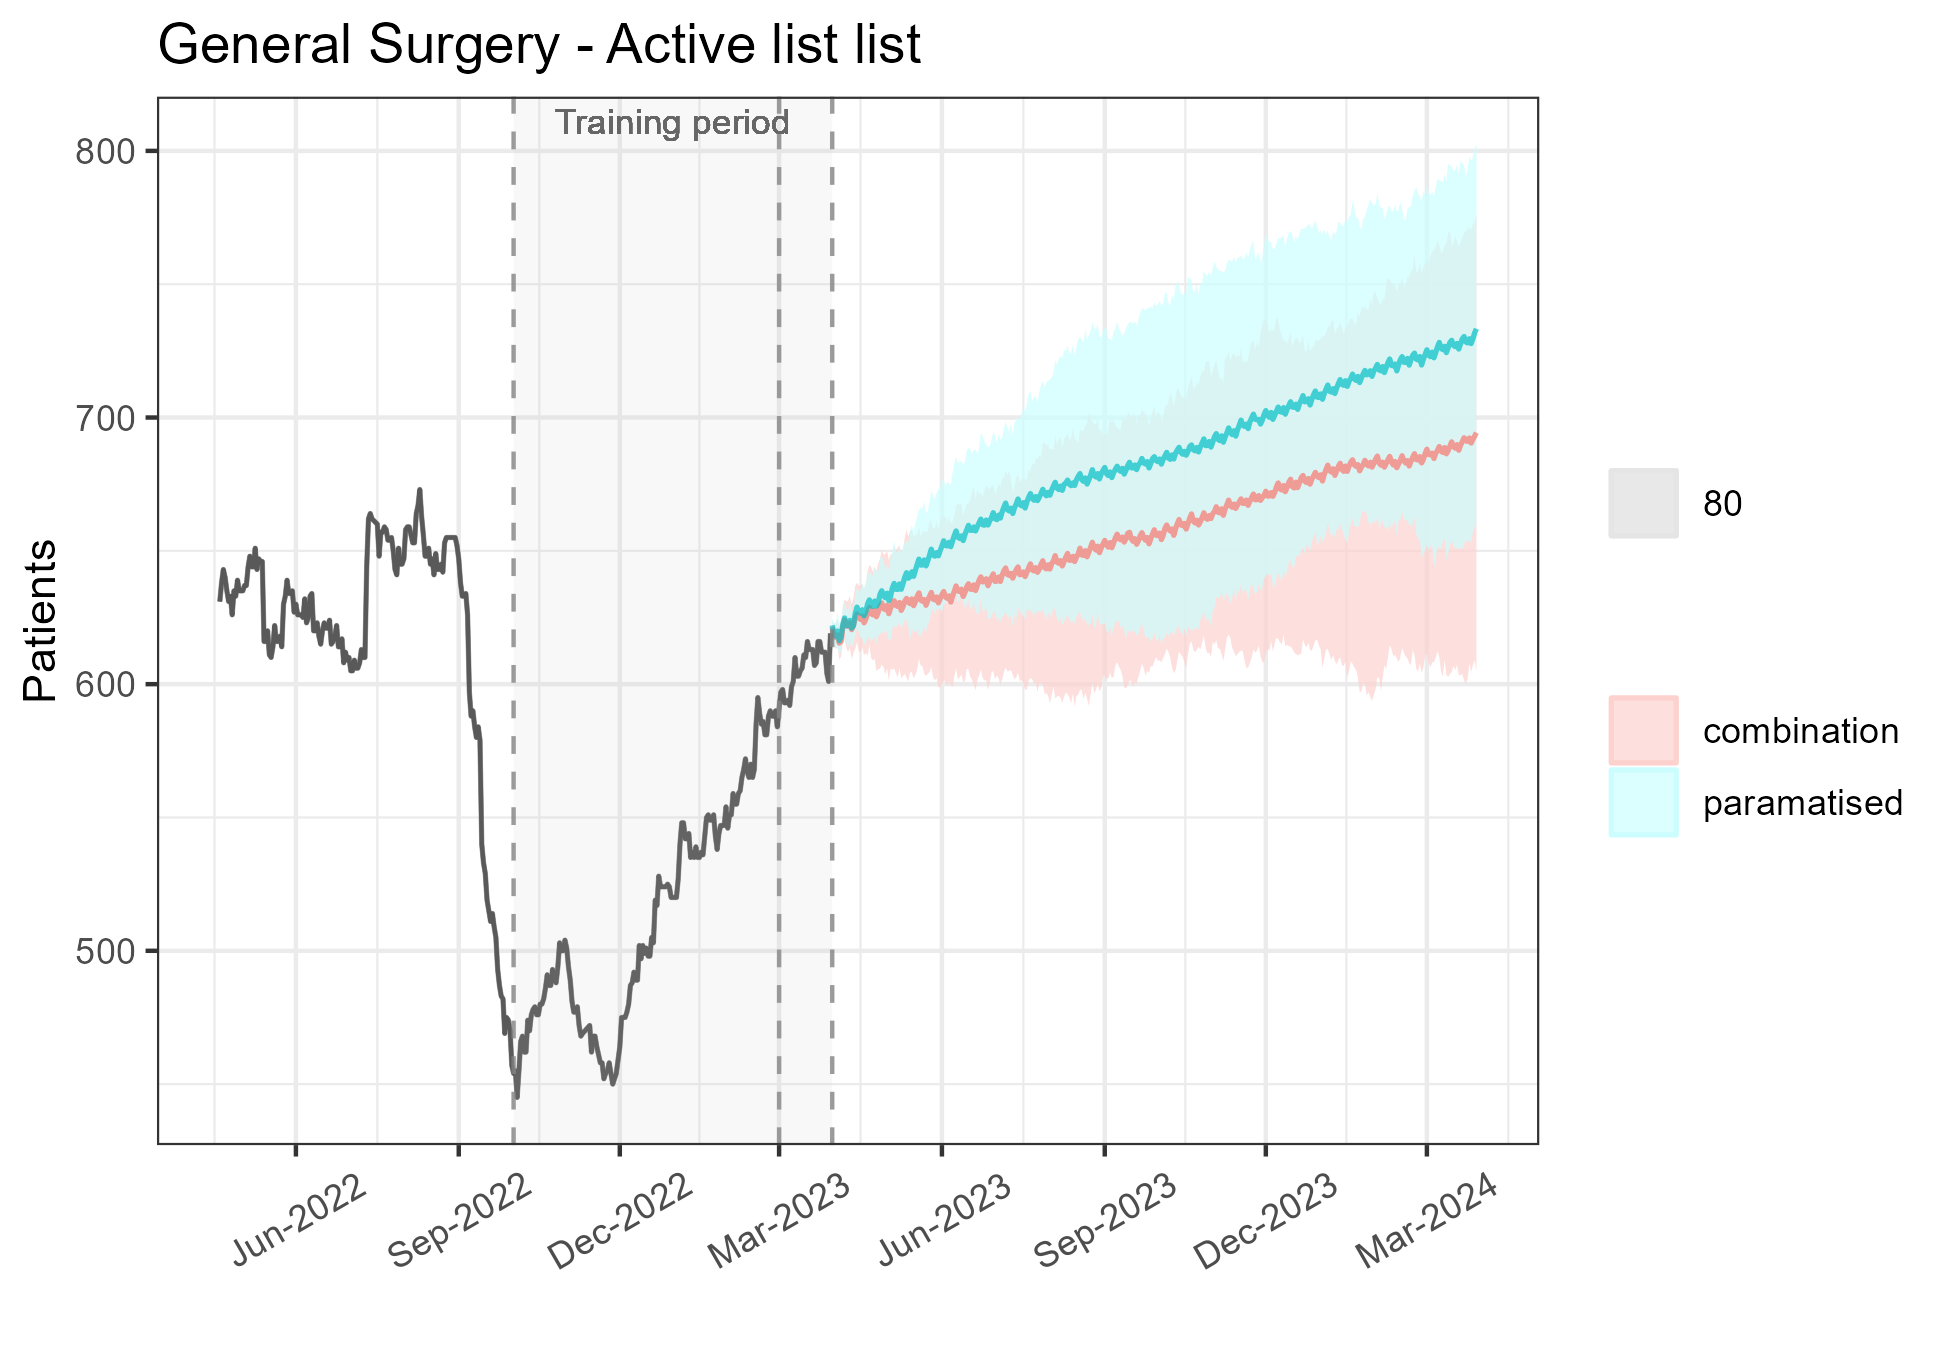 General Surgery - Active list list
Training period
Patients
800
700
600
500
Jun-2022
Sep-2022
Dec-2022
Mar-2023
Jun-2023
Sep-2023
Dec-2023
Mar-2024
80
combination
paramatised